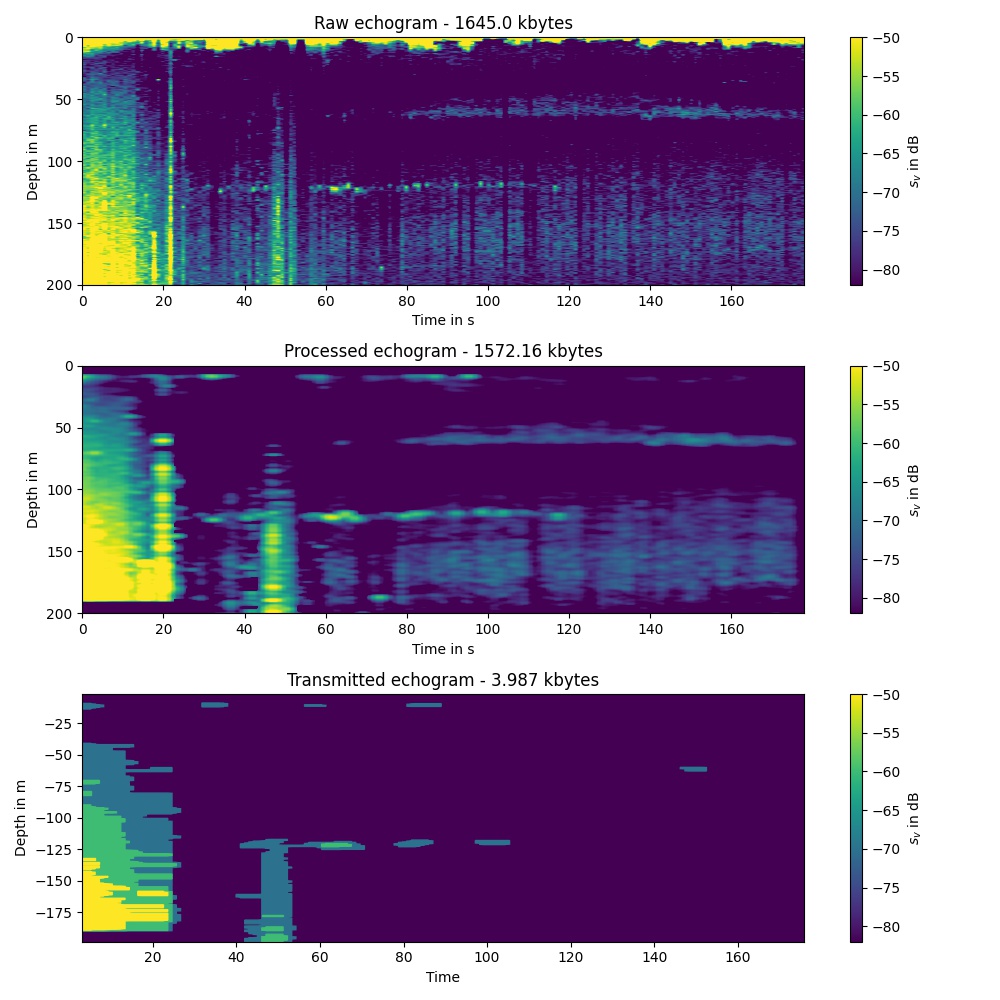 Raw echogram - 1645.0 kbytes
0
50
100
150
200
Depth in m
0 20 40 60 80 100 120 140 160
Time in s
−50
−55
−60
−65
−70
−75
−80
s_v in dB
Processed echogram - 1572.16 kbytes
0
50
100
150
200
Depth in m
0 20 40 60 80 100 120 140 160
Time in s
−50
−55
−60
−65
−70
−75
−80
s_v in dB
Transmitted echogram - 3.987 kbytes
−25
−50
−75
−100
−125
−150
−175
Depth in m
20 40 60 80 100 120 140 160
Time
−50
−55
−60
−65
−70
−75
−80
s_v in dB